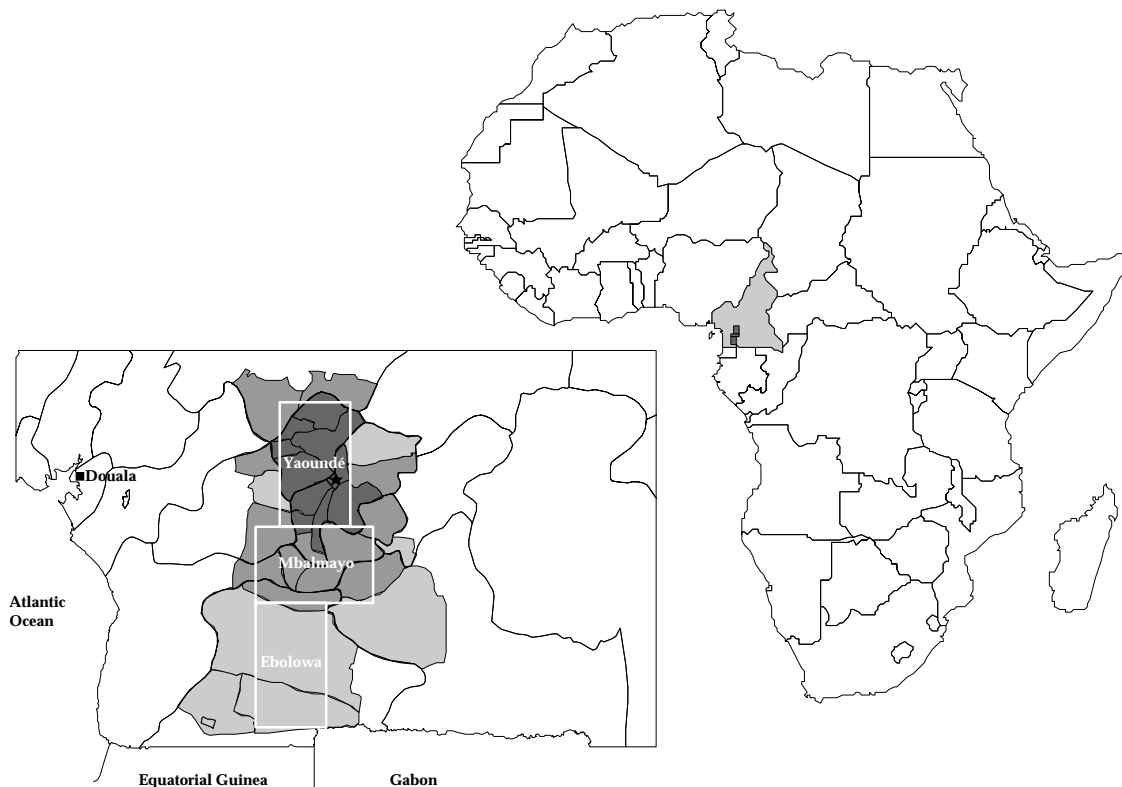 Yaoundé
Douala
Mbalmayo
Atlantic
Ocean
Ebolowa
Equatorial Guinea
Gabon